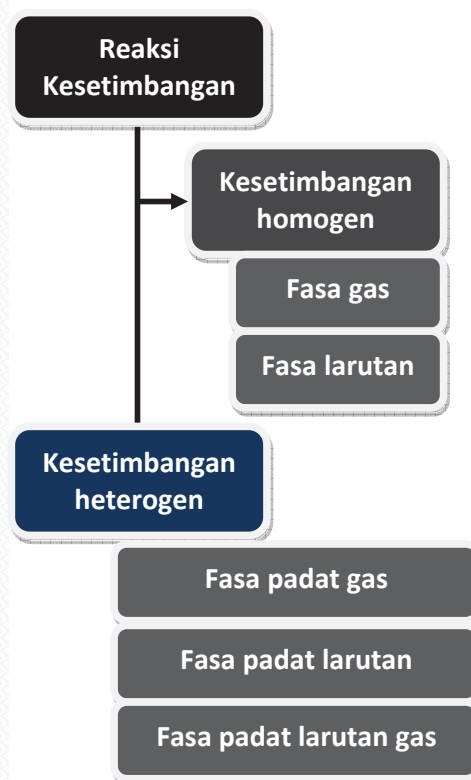 Reaksi
Kesetimbangan
Kesetimbangan
homogen
Fasa gas
Fasa larutan
Kesetimbangan
heterogen
Fasa padat gas
Fasa padat larutan
Fasa padat larutan gas